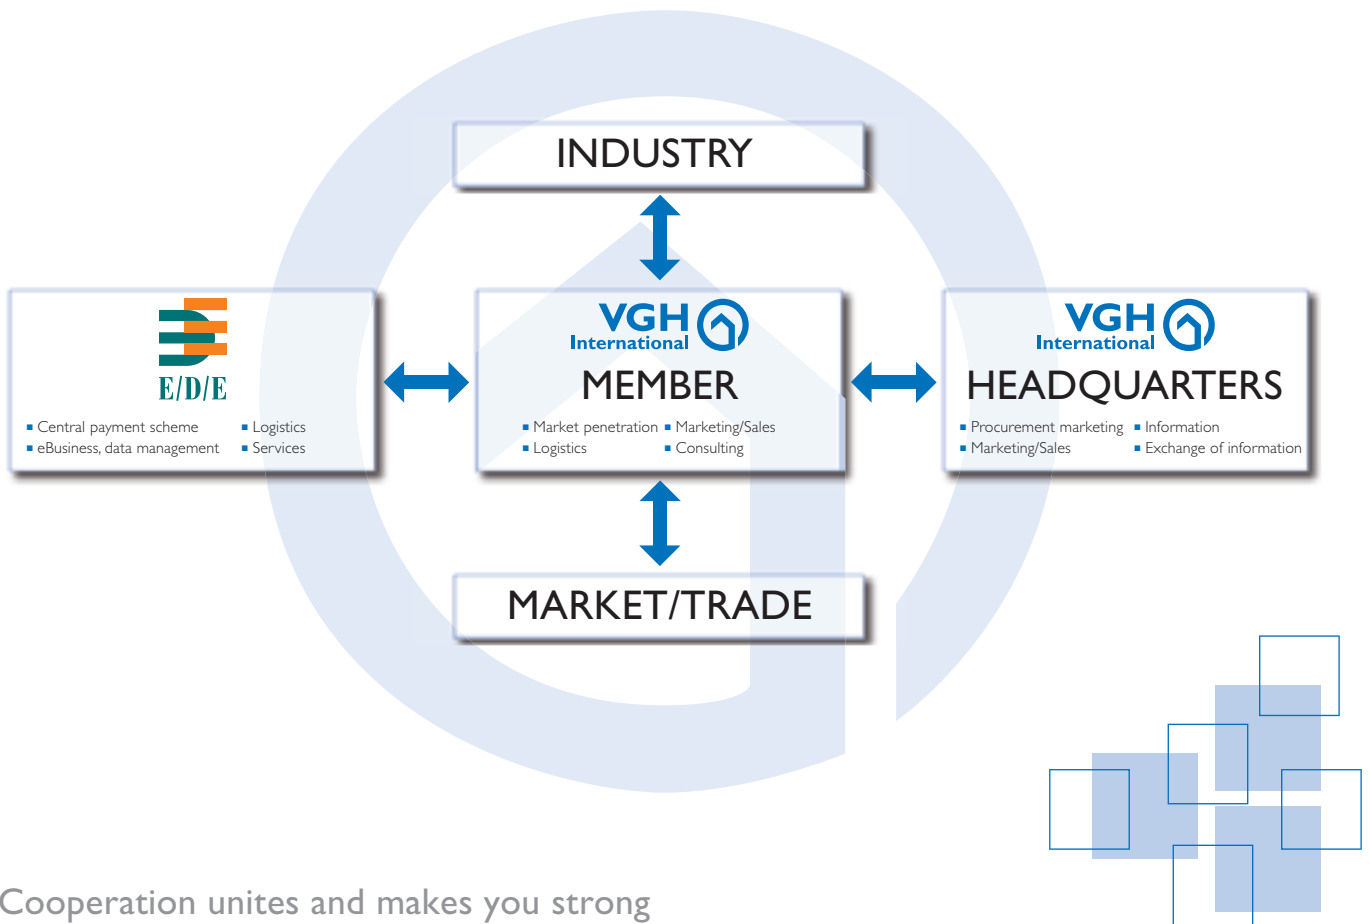 INDUSTRY
E/D/E
▪ Central payment scheme ▪ Logistics
▪ eBusiness, data management ▪ Services
VGH
International
MEMBER
▪ Market penetration ▪ Marketing/Sales
▪ Logistics ▪ Consulting
VGH
International
HEADQUARTERS
▪ Procurement marketing ▪ Information
▪ Marketing/Sales ▪ Exchange of information
MARKET/TRADE
Cooperation unites and makes you strong